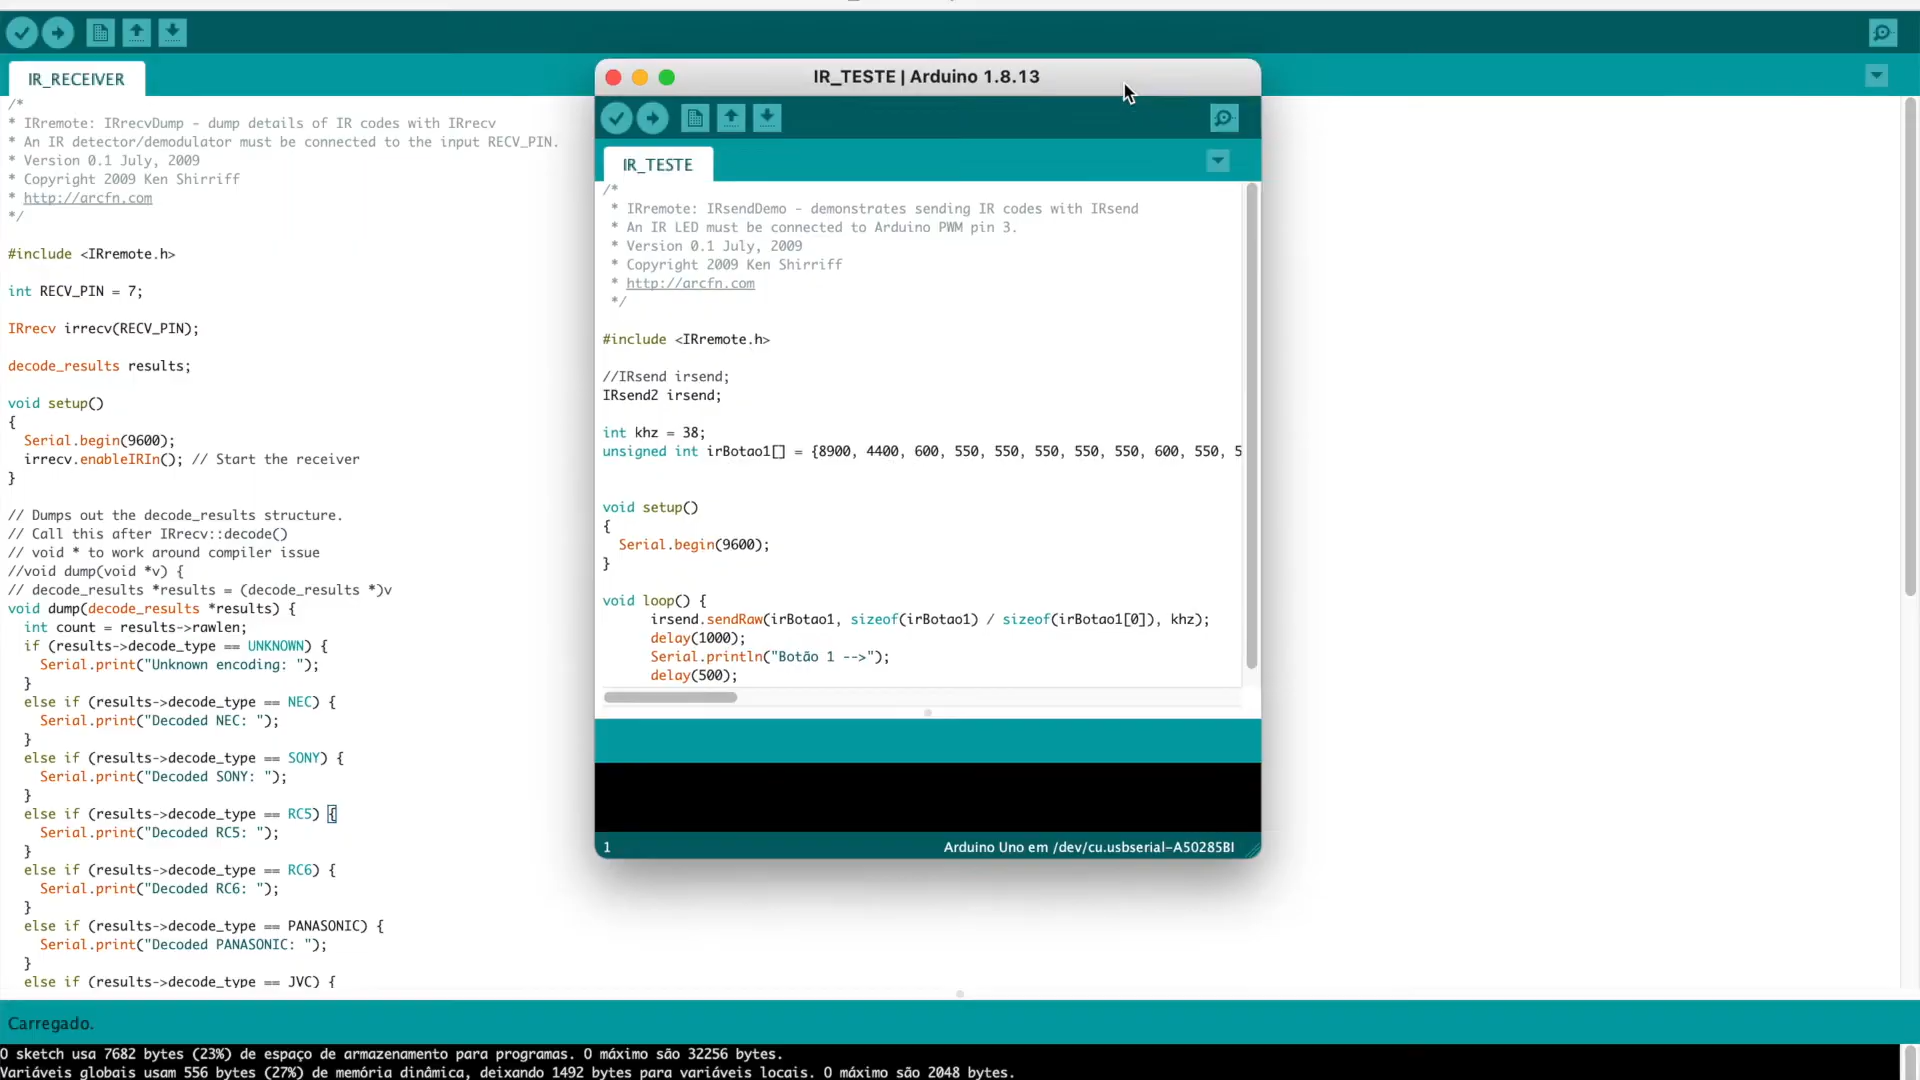 IR_RECEIVER
/*
* IRremote: IRrecvDump - dump details of IR codes with IRrecv
* An IR detector/demodulator must be connected to the input RECV_PIN.
* Version 0.1 July, 2009
* Copyright 2009 Ken Shirriff
* http://arcfn.com
*/
#include <IRremote.h>
int RECV_PIN = 7;
IRrecv irrecv(RECV_PIN);
decode_results results;
void setup()
{
Serial.begin(9600);
irrecv.enableIRIn(); // Start the receiver
}
// Dumps out the decode_results structure.
// Call this after IRrecv::decode()
// void * to work around compiler issue
//void dump(void *v) {
// decode_results *results = (decode_results *)v
void dump(decode_results *results) {
int count = results->rawlen;
if (results->decode_type == UNKNOWN) {
Serial.print("Unknown encoding: ");
}
else if (results->decode_type == NEC) {
Serial.print("Decoded NEC: ");
}
else if (results->decode_type == SONY) {
Serial.print("Decoded SONY: ");
}
else if (results->decode_type == RC5) {
Serial.print("Decoded RC5: ");
}
else if (results->decode_type == RC6) {
Serial.print("Decoded RC6: ");
}
else if (results->decode_type == PANASONIC) {
Serial.print("Decoded PANASONIC: ");
}
else if (results->decode_type == JVC) {
IR_TESTE | Arduino 1.8.13
IR_TESTE
/*
* IRremote: IRsendDemo - demonstrates sending IR codes with IRsend
* An IR LED must be connected to Arduino PWM pin 3.
* Version 0.1 July, 2009
* Copyright 2009 Ken Shirriff
* http://arcfn.com
*/
#include <IRremote.h>
//IRsend irsend;
IRsend2 irsend;
int khz = 38;
unsigned int irBotao1[] = {8900, 4400, 600, 550, 550, 550, 550, 550, 600, 550, 5
void setup()
{
Serial.begin(9600);
}
void loop() {
irsend.sendRaw(irBotao1, sizeof(irBotao1) / sizeof(irBotao1[0]), khz);
delay(1000);
Serial.println("Botão 1 -->");
delay(500);
1
Arduino Uno em /dev/cu.usbserial-A50285BI
Carregado.
O sketch usa 7682 bytes (23%) de espaço de armazenamento para programas. O máximo são 32256 bytes.
Variáveis globais usam 556 bytes (27%) de memória dinâmica, deixando 1492 bytes para variáveis locais. O máximo são 2048 bytes.